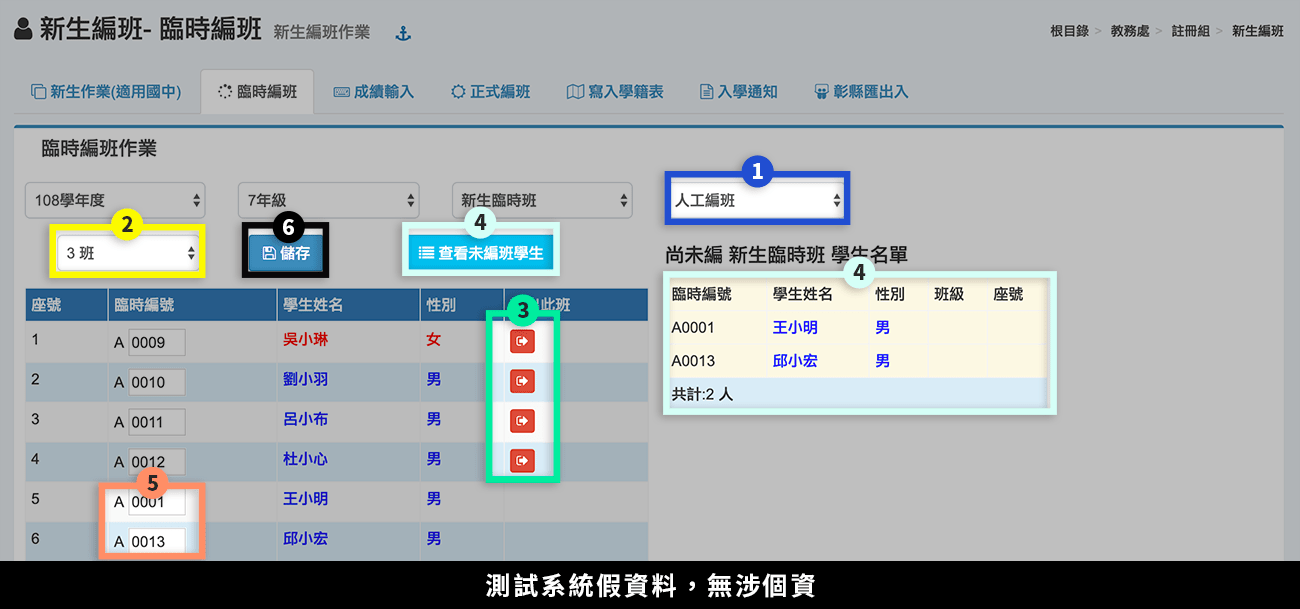 新生編班- 臨時編班 新生編班作業
根目錄 > 教務處 > 註冊組 > 新生編班
新生作業(適用國中) 臨時編班 成績輸入 正式編班 寫入學籍表 入學通知 彰縣匯出入
臨時編班作業
108學年度 7年級 新生臨時班
1
人工編班
2
3 班
6
儲存
4
查看未編班學生
尚未編 新生臨時班 學生名單
座號 臨時編號 學生姓名 性別 此班
3
1 A 0009 吳小琳 女
2 A 0010 劉小羽 男
3 A 0011 呂小布 男
4 A 0012 杜小心 男
5
5 A 0001 王小明 男
6 A 0013 邱小宏 男
4
臨時編號 學生姓名 性別 班級 座號
A0001 王小明 男
A0013 邱小宏 男
共計:2 人
測試系統假資料，無涉個資